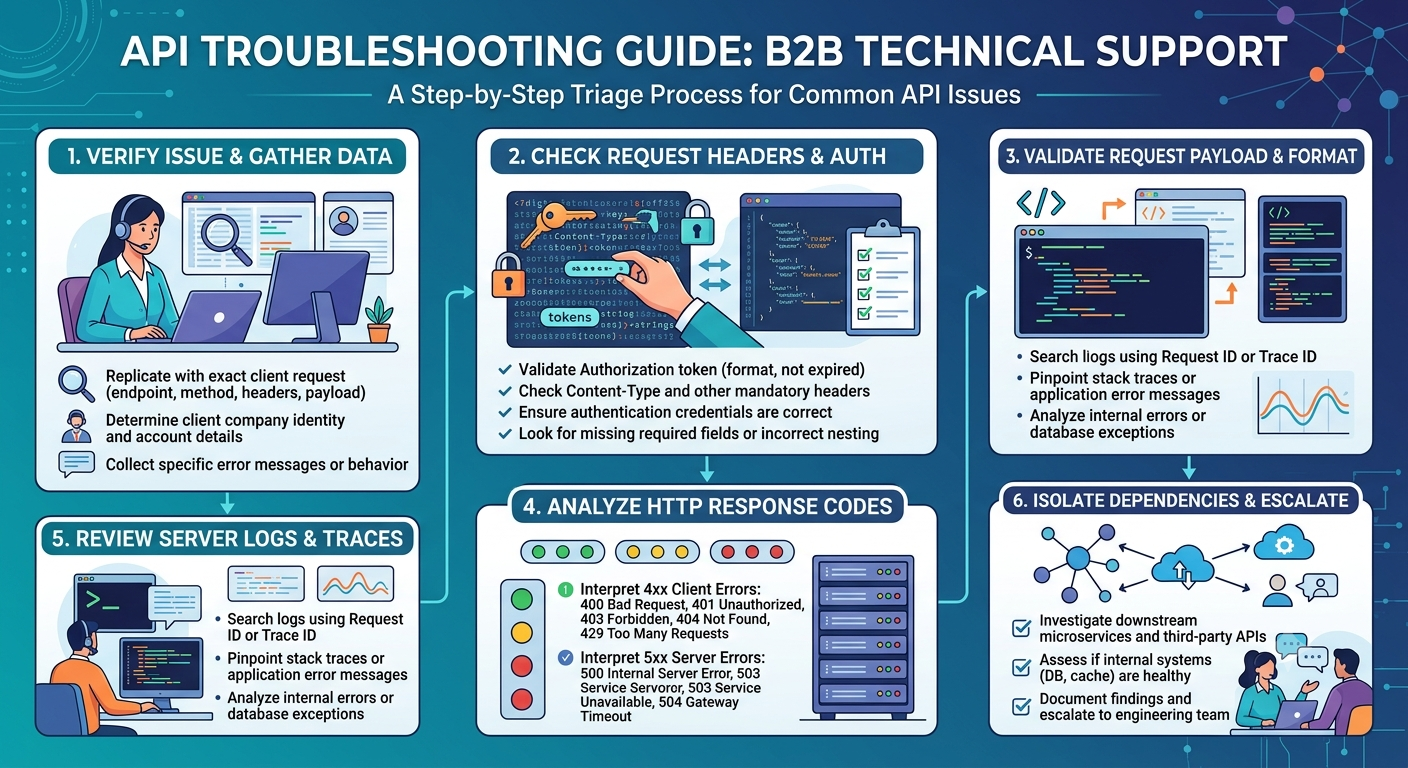 API TROUBLESHOOTING GUIDE: B2B TECHNICAL SUPPORT
A Step-by-Step Triage Process for Common API Issues
1. VERIFY ISSUE & GATHER DATA
Replicate with exact client request
(endpoint, method, headers, payload)
Determine client company identity
and account details
Collect specific error messages or behavior
2. CHECK REQUEST HEADERS & AUTH
tokens
Validate Authorization token (format, not expired)
Check Content-Type and other mandatory headers
Ensure authentication credentials are correct
Look for missing required fields or incorrect nesting
3. VALIDATE REQUEST PAYLOAD & FORMAT
</>
</>
</>
$
Search using Request ID or Trace ID
Pinpoint stack traces or
application error messages
Analyze internal errors or
database exceptions
4. ANALYZE HTTP RESPONSE CODES
1 Interpret 4xx Client Errors:
400 Bad Request, 401 Unauthorized,
403 Forbidden, 404 Not Found,
429 Too Many Requests
Interpret 5xx Server Errors:
500 Internal Server Error, 503
Service Servoror, 503 Service
Unavailable, 504 Gateway
Timeout
5. REVIEW SERVER LOGS & TRACES
>_
Search logs using Request
ID or Trace ID
Pinpoint stack traces or
application error messages
Analyze internal errors or
database exceptions
6. ISOLATE DEPENDENCIES & ESCALATE
Investigate downstream
microservices and third-party APIs
Assess if internal systems
(DB, cache) are healthy
Document findings and
escalate to engineering team